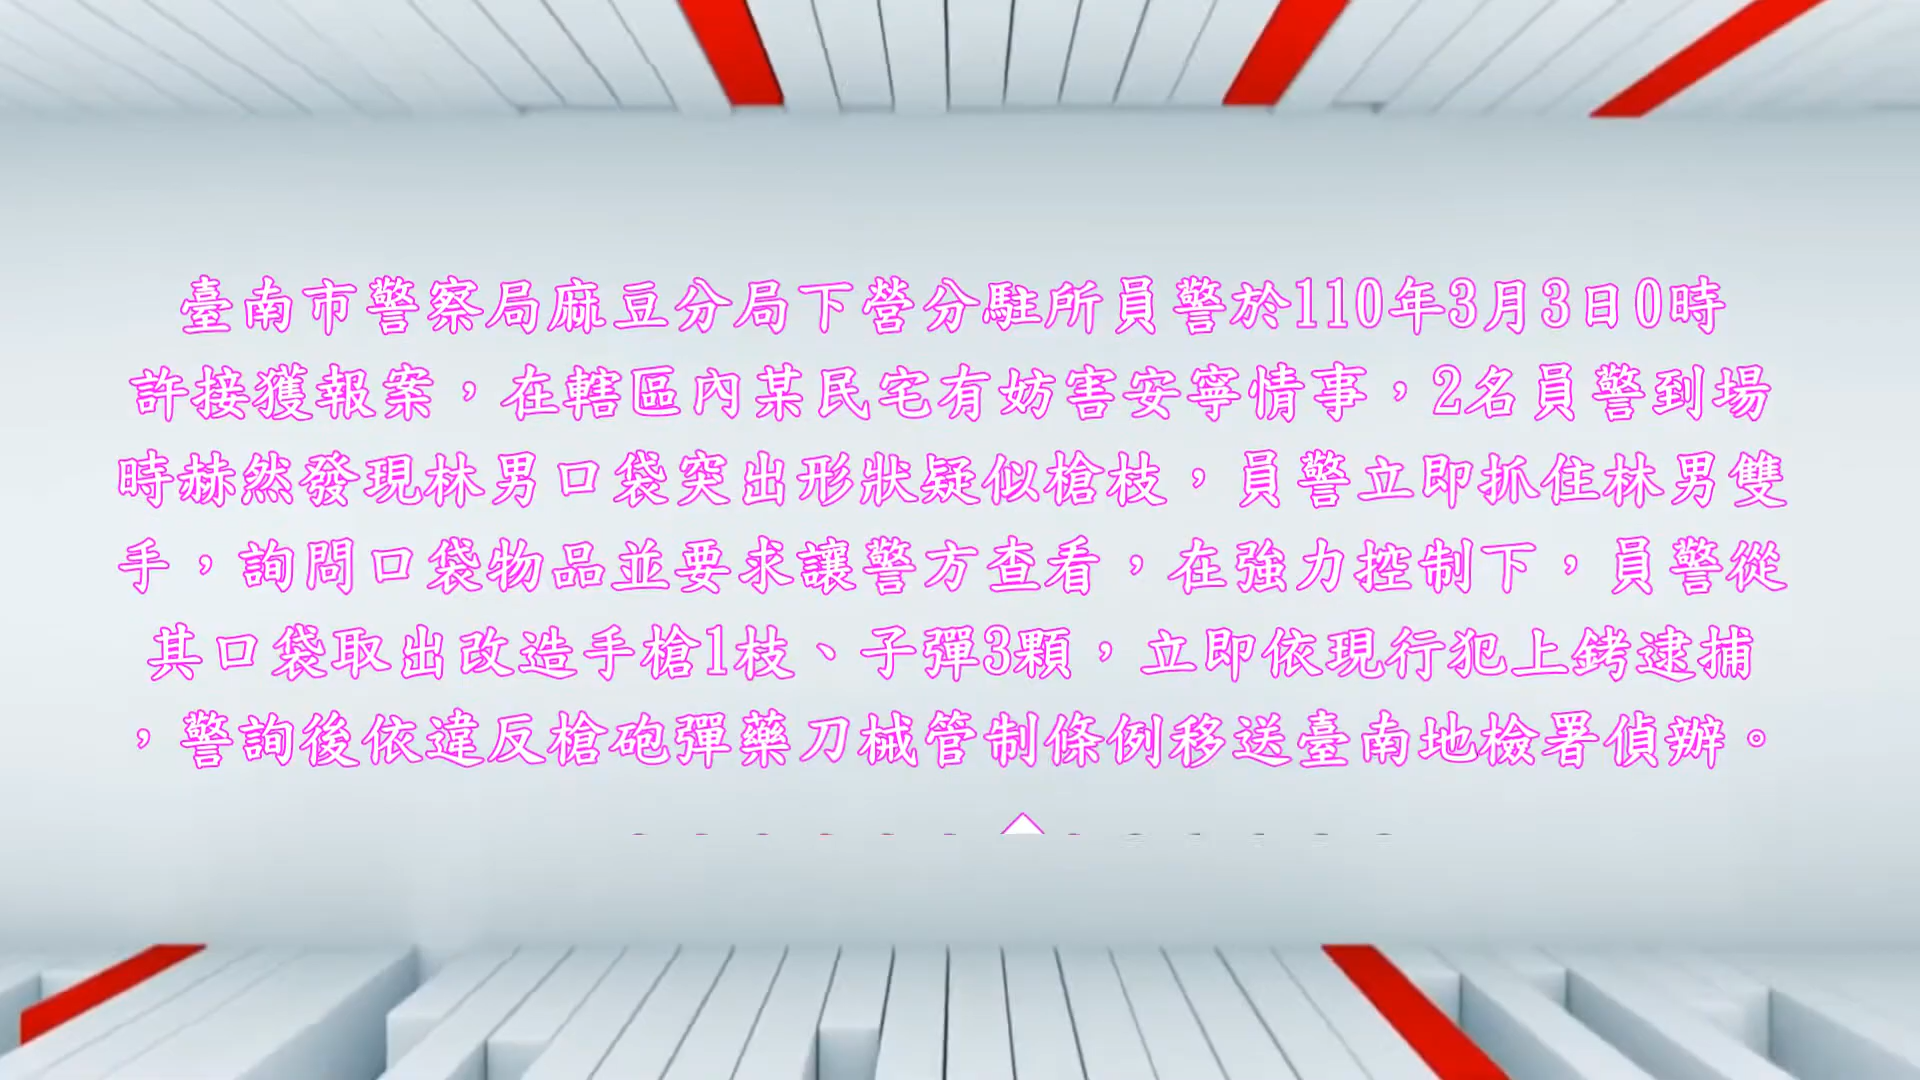 臺南市警察局麻豆分局下營分駐所員警於110年3月3日0時
許接獲報案，在轄區內某民宅有妨害安寧情事，2名員警到場
時赫然發現林男口袋突出形狀疑似槍枝，員警立即抓住林男雙
手，詢問口袋物品並要求讓警方查看，在強力控制下，員警從
其口袋取出改造手槍1枝、子彈3顆，立即依現行犯上銬逮捕
，警詢後依違反槍砲彈藥刀械管制條例移送臺南地檢署偵辦。